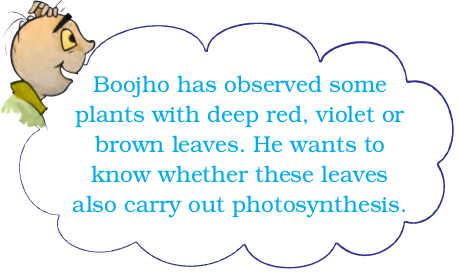 Boojho has observed some
plants with deep red, violet or
brown leaves. He wants to
know whether these leaves
also carry out photosynthesis.